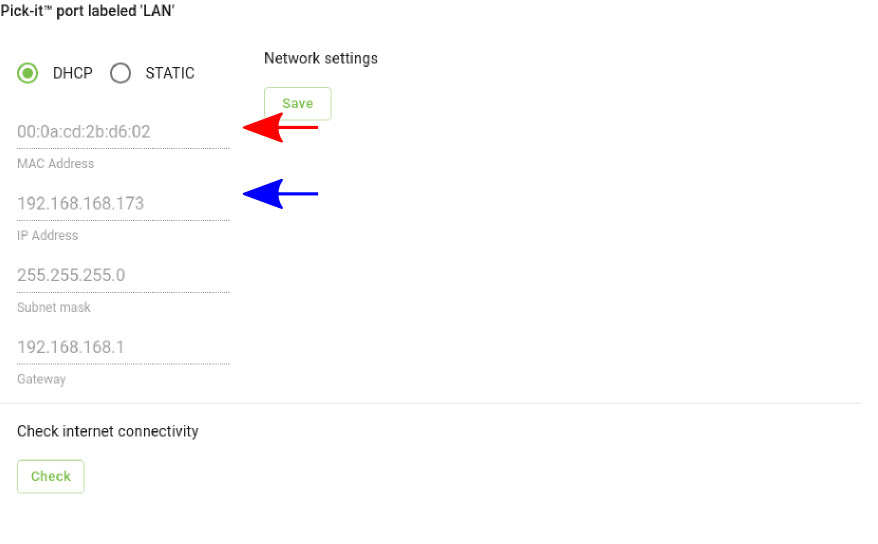 Pick-it™ port labeled 'LAN'
DHCP
STATIC
Network settings
Save
00:0a:cd:2b:d6:02
MAC Address
192.168.168.173
IP Address
255.255.255.0
Subnet mask
192.168.168.1
Gateway
Check internet connectivity
Check